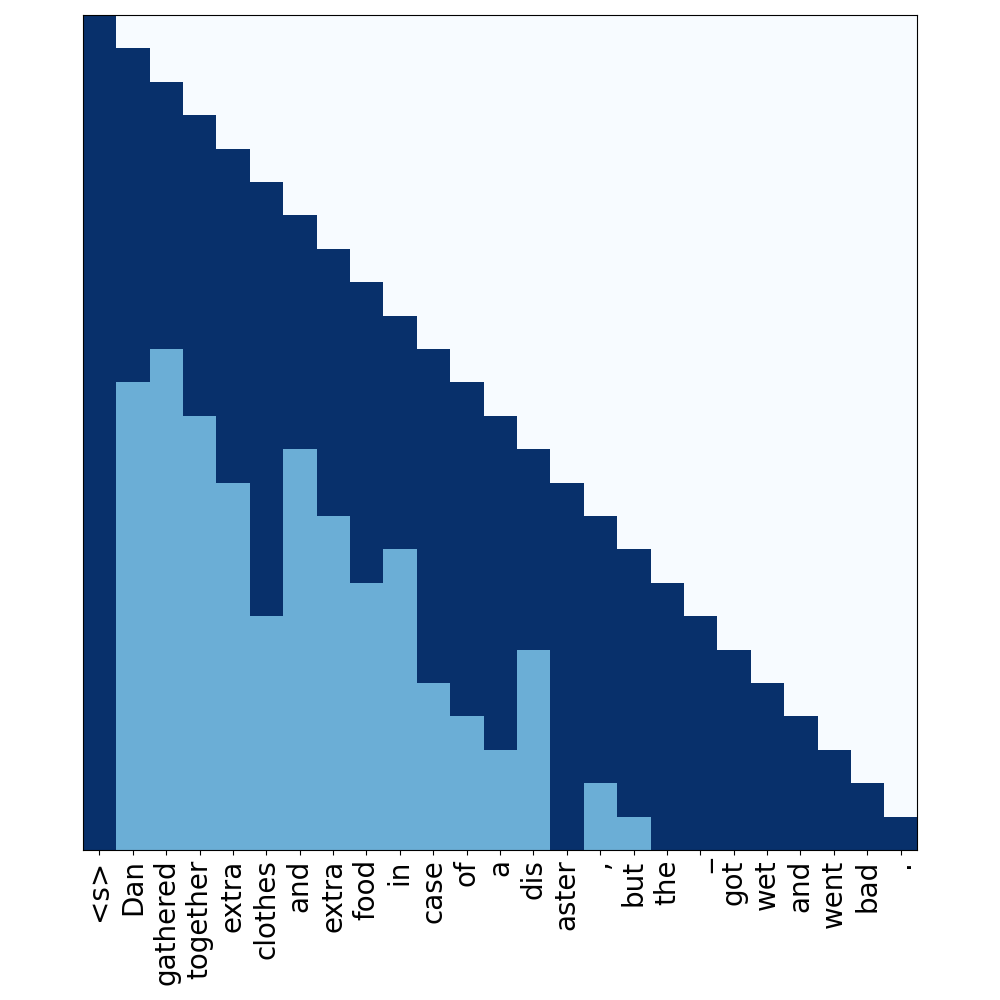 <s> Dan gathered together extra clothes and extra food in case of a dis aster , but the _ got wet and went bad .